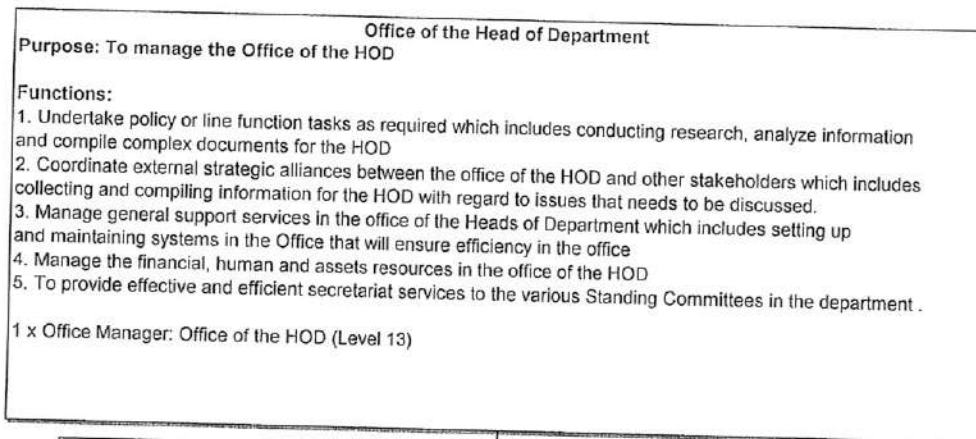 Office of the Head of Department
Purpose: To manage the Office of the HOD
Functions:
1. Undertake policy or line function tasks as required which includes conducting research, analyze information
and compile complex documents for the HOD
2. Coordinate external strategic alliances between the office of the HOD and other stakeholders which includes
collecting and compiling information for the HOD with regard to issues that needs to be discussed.
3. Manage general support services in the office of the Heads of Department which includes setting up
and maintaining systems in the Office that will ensure efficiency in the office
4. Manage the financial, human and assets resources in the office of the HOD
5. To provide effective and efficient secretariat services to the various Standing Committees in the department .
1 x Office Manager: Office of the HOD (Level 13)